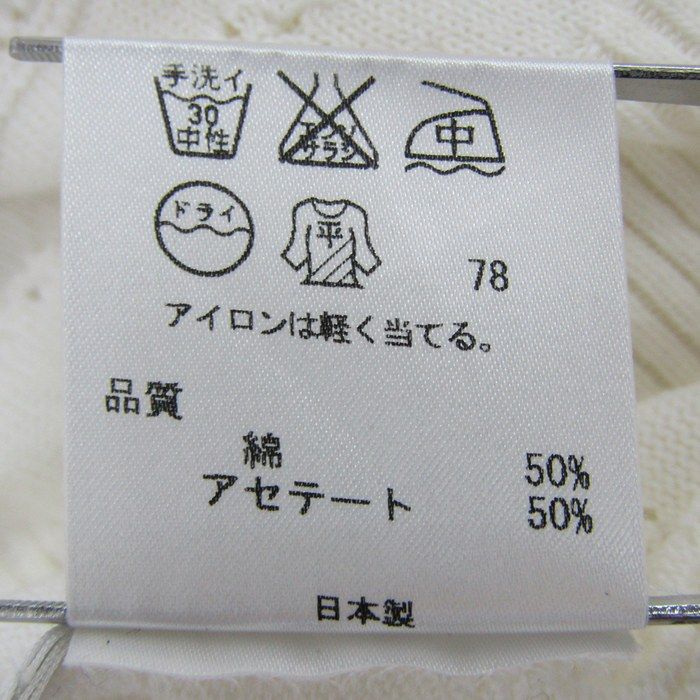 手洗イ
30
中性
エンソ
サラシ
中
ドライ
平
78
アイロンは軽く当てる。
品質
綿 50%
アセテート 50%
日本製